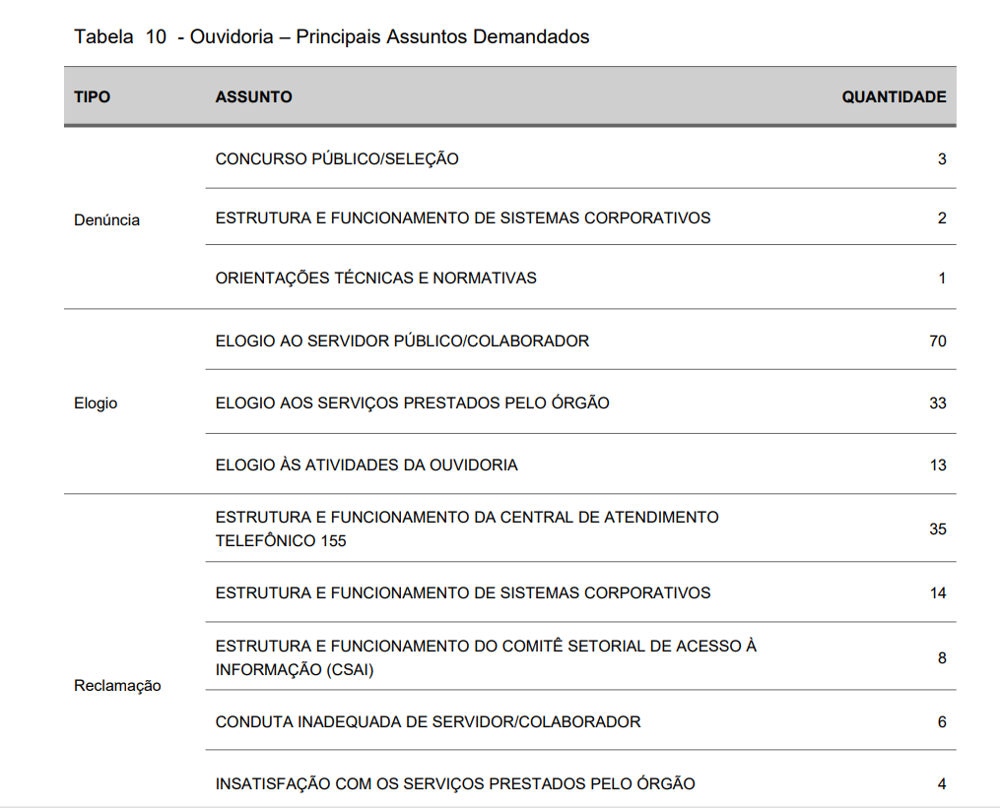 Tabela 10 - Ouvidoria – Principais Assuntos Demandados
TIPO ASSUNTO QUANTIDADE
CONCURSO PÚBLICO/SELEÇÃO 3
Denúncia ESTRUTURA E FUNCIONAMENTO DE SISTEMAS CORPORATIVOS 2
ORIENTAÇÕES TÉCNICAS E NORMATIVAS 1
ELOGIO AO SERVIDOR PÚBLICO/COLABORADOR 70
Elogio ELOGIO AOS SERVIÇOS PRESTADOS PELO ÓRGÃO 33
ELOGIO ÀS ATIVIDADES DA OUVIDORIA 13
ESTRUTURA E FUNCIONAMENTO DA CENTRAL DE ATENDIMENTO
TELEFÔNICO 155 35
ESTRUTURA E FUNCIONAMENTO DE SISTEMAS CORPORATIVOS 14
ESTRUTURA E FUNCIONAMENTO DO COMITÊ SETORIAL DE ACESSO À
INFORMAÇÃO (CSAI) 8
Reclamação
CONDUTA INADEQUADA DE SERVIDOR/COLABORADOR 6
INSATISFAÇÃO COM OS SERVIÇOS PRESTADOS PELO ÓRGÃO 4